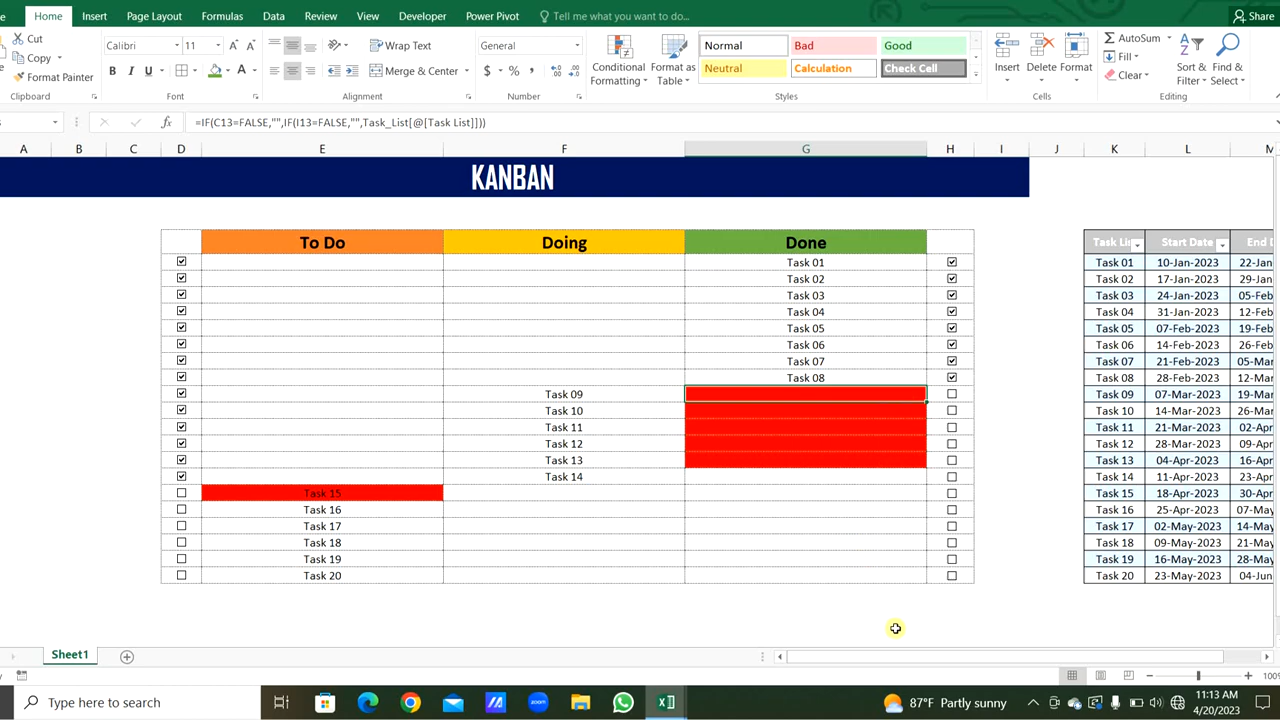 e Home Insert Page Layout Formulas Data Review View Developer Power Pivot Tell me what you want to do... Share
Cut
Copy
Format Painter
Clipboard
Calibri 11 A A
B I U A
Font
Wrap Text
Merge & Center
Alignment
General
$ % ,
Number
Conditional Formatting
Format as Table
Normal Bad Good
Neutral Calculation Check Cell
Styles
Insert Delete Format
Cells
AutoSum
Fill
Clear
Sort & Filter
Find & Select
Editing
fx =IF(C13=FALSE,"",IF(I13=FALSE,"",Task_List[@[Task List]]))
A B C D E F G H I J K L M
KANBAN
To Do Doing Done Task Lis Start Date End D
Task 01 Task 01 10-Jan-2023 22-Jan
Task 02 Task 02 17-Jan-2023 29-Jan
Task 03 Task 03 24-Jan-2023 05-Feb
Task 04 Task 04 31-Jan-2023 12-Feb
Task 05 Task 05 07-Feb-2023 19-Feb
Task 06 Task 06 14-Feb-2023 26-Feb
Task 07 Task 07 21-Feb-2023 05-Mar
Task 08 Task 08 28-Feb-2023 12-Mar
Task 09 Task 09 07-Mar-2023 19-Mar
Task 10 Task 10 14-Mar-2023 26-Mar
Task 11 Task 11 21-Mar-2023 02-Apr
Task 12 Task 12 28-Mar-2023 09-Apr
Task 13 Task 13 04-Apr-2023 16-Apr
Task 14 Task 14 11-Apr-2023 23-Apr
Task 15 Task 15 18-Apr-2023 30-Apr
Task 16 Task 16 25-Apr-2023 07-May
Task 17 Task 17 02-May-2023 14-May
Task 18 Task 18 09-May-2023 21-May
Task 19 Task 19 16-May-2023 28-May
Task 20 Task 20 23-May-2023 04-Jun
Sheet1
100%
Type here to search
87°F Partly sunny
11:13 AM
4/20/2023